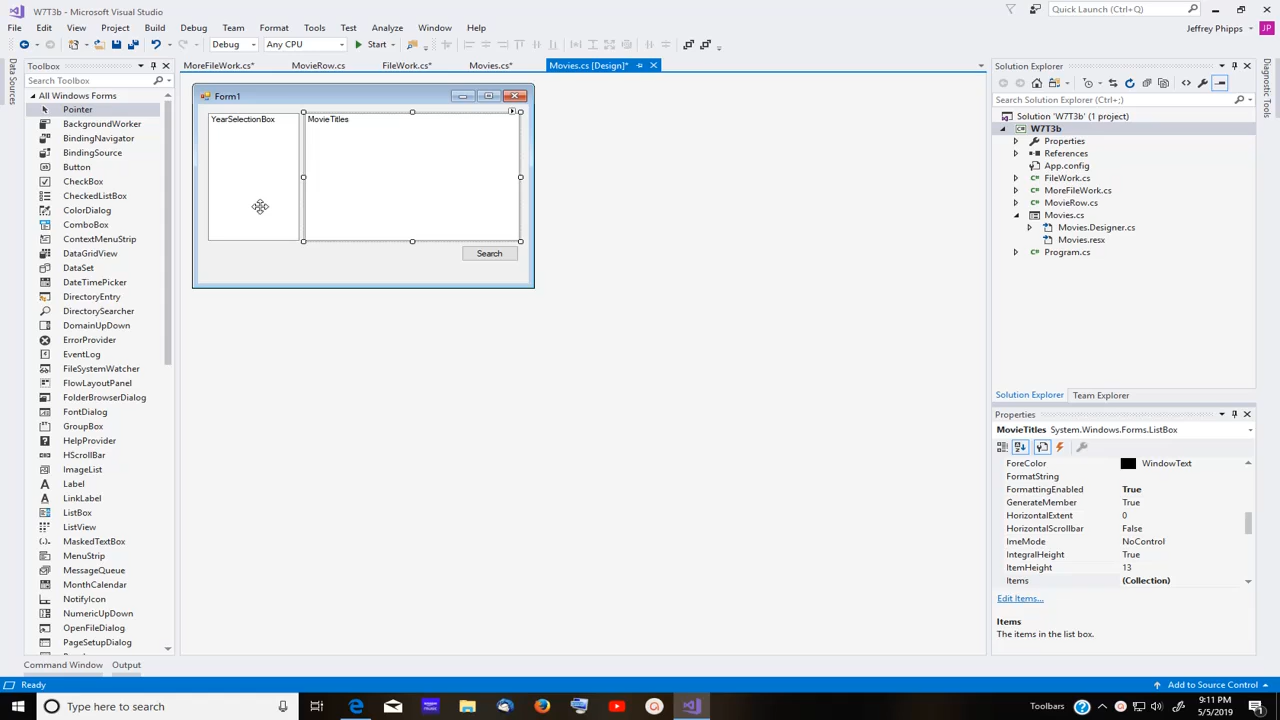 W7T3b - Microsoft Visual Studio
Quick Launch (Ctrl+;)
File Edit View Project Build Debug Team Format Tools Test Analyze Window Help
Jeffrey Phipps JP
Debug Any CPU Start
Data Sources
Toolbox
Search Toolbox
All Windows Forms
Pointer
BackgroundWorker
BindingNavigator
BindingSource
Button
CheckBox
CheckedListBox
ColorDialog
ComboBox
ContextMenuStrip
DataGridView
DataSet
DateTimePicker
DirectoryEntry
DirectorySearcher
DomainUpDown
ErrorProvider
EventLog
FileSystemWatcher
FlowLayoutPanel
FolderBrowserDialog
FontDialog
GroupBox
HelpProvider
HScrollBar
ImageList
Label
LinkLabel
ListBox
ListView
MaskedTextBox
MenuStrip
MessageQueue
MonthCalendar
NotifyIcon
NumericUpDown
OpenFileDialog
PageSetupDialog
Command Window Output
MoreFileWork.cs* MovieRow.cs FileWork.cs* Movies.cs* Movies.cs [Design]*
Form1
YearSelectionBox MovieTitles
Search
Solution Explorer
Search Solution Explorer (Ctrl+;)
Solution 'W7T3b' (1 project)
W7T3b
Properties
References
App.config
FileWork.cs
MoreFileWork.cs
MovieRow.cs
Movies.cs
Movies.Designer.cs
Movies.resx
Program.cs
Solution Explorer Team Explorer
Diagnostic Tools
Properties
MovieTitles System.Windows.Forms.ListBox
ForeColor WindowText
FormatString
FormattingEnabled True
GenerateMember True
HorizontalExtent 0
HorizontalScrollbar False
ImeMode NoControl
IntegralHeight True
ItemHeight 13
Items (Collection)
Edit Items...
Items
The items in the list box.
Ready
Add to Source Control
Type here to search
Toolbars
9:11 PM
5/5/2019